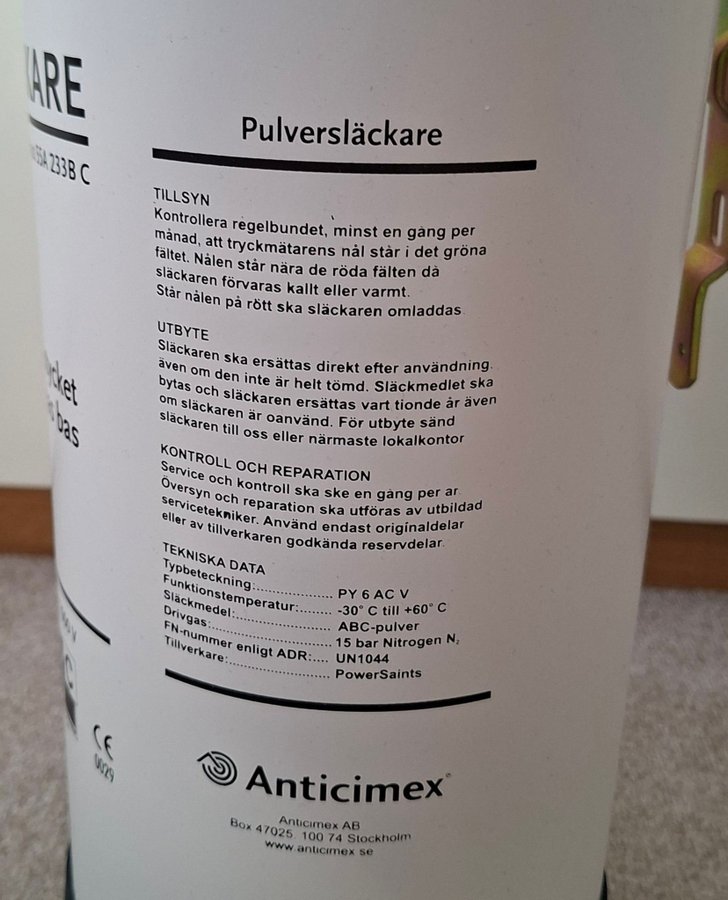 Pulversläckare
TILLSYN
Kontrollera regelbundet, minst en gång per
månad, att tryckmätarens nål står i det gröna
fältet. Nålen står nära de röda fälten då
släckaren förvaras kallt eller varmt.
Står nålen på rött ska släckaren omladdas.
UTBYTE
Släckaren ska ersättas direkt efter användning.
även om den inte är helt tömd. Släckmedlet ska
bytas och släckaren ersättas vart tionde år även
om släckaren är oanvänd. För utbyte sänd
släckaren till oss eller närmaste lokalkontor
KONTROLL OCH REPARATION
Service och kontroll ska ske en gång per ar.
Översyn och reparation ska utföras av utbildad
servicetekniker. Använd endast originaldelar
eller av tillverkaren godkända reservdelar.
TEKNISKA DATA
Typbeteckning:..................... PY 6 AC V
Funktionstemperatur:........ -30° C till +60° C
Släckmedel:......................... ABC-pulver
Drivgas:................................ 15 bar Nitrogen N₂
FN-nummer enligt ADR:.... UN1044
Tillverkare:........................... PowerSaints
Anticimex®
Anticimex AB
Box 47025 100 74 Stockholm
www.anticimex se
KARE
55A 233B C
bas
CE
0029